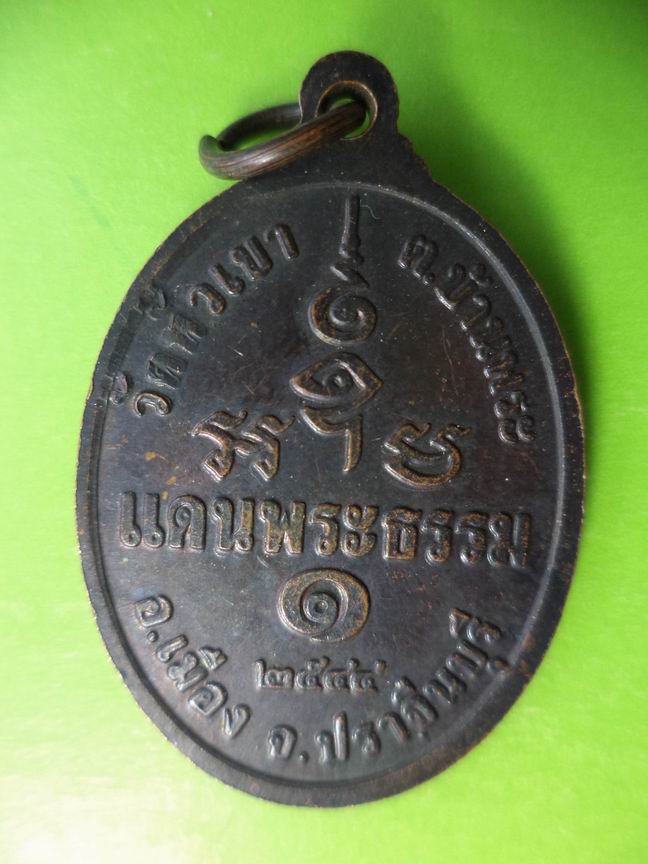 วัดหัวเขา
ต.บ้านพระ
แดนพระธรรม
๒๕๔๔
อ.เมือง จ.ปราจีนบุรี